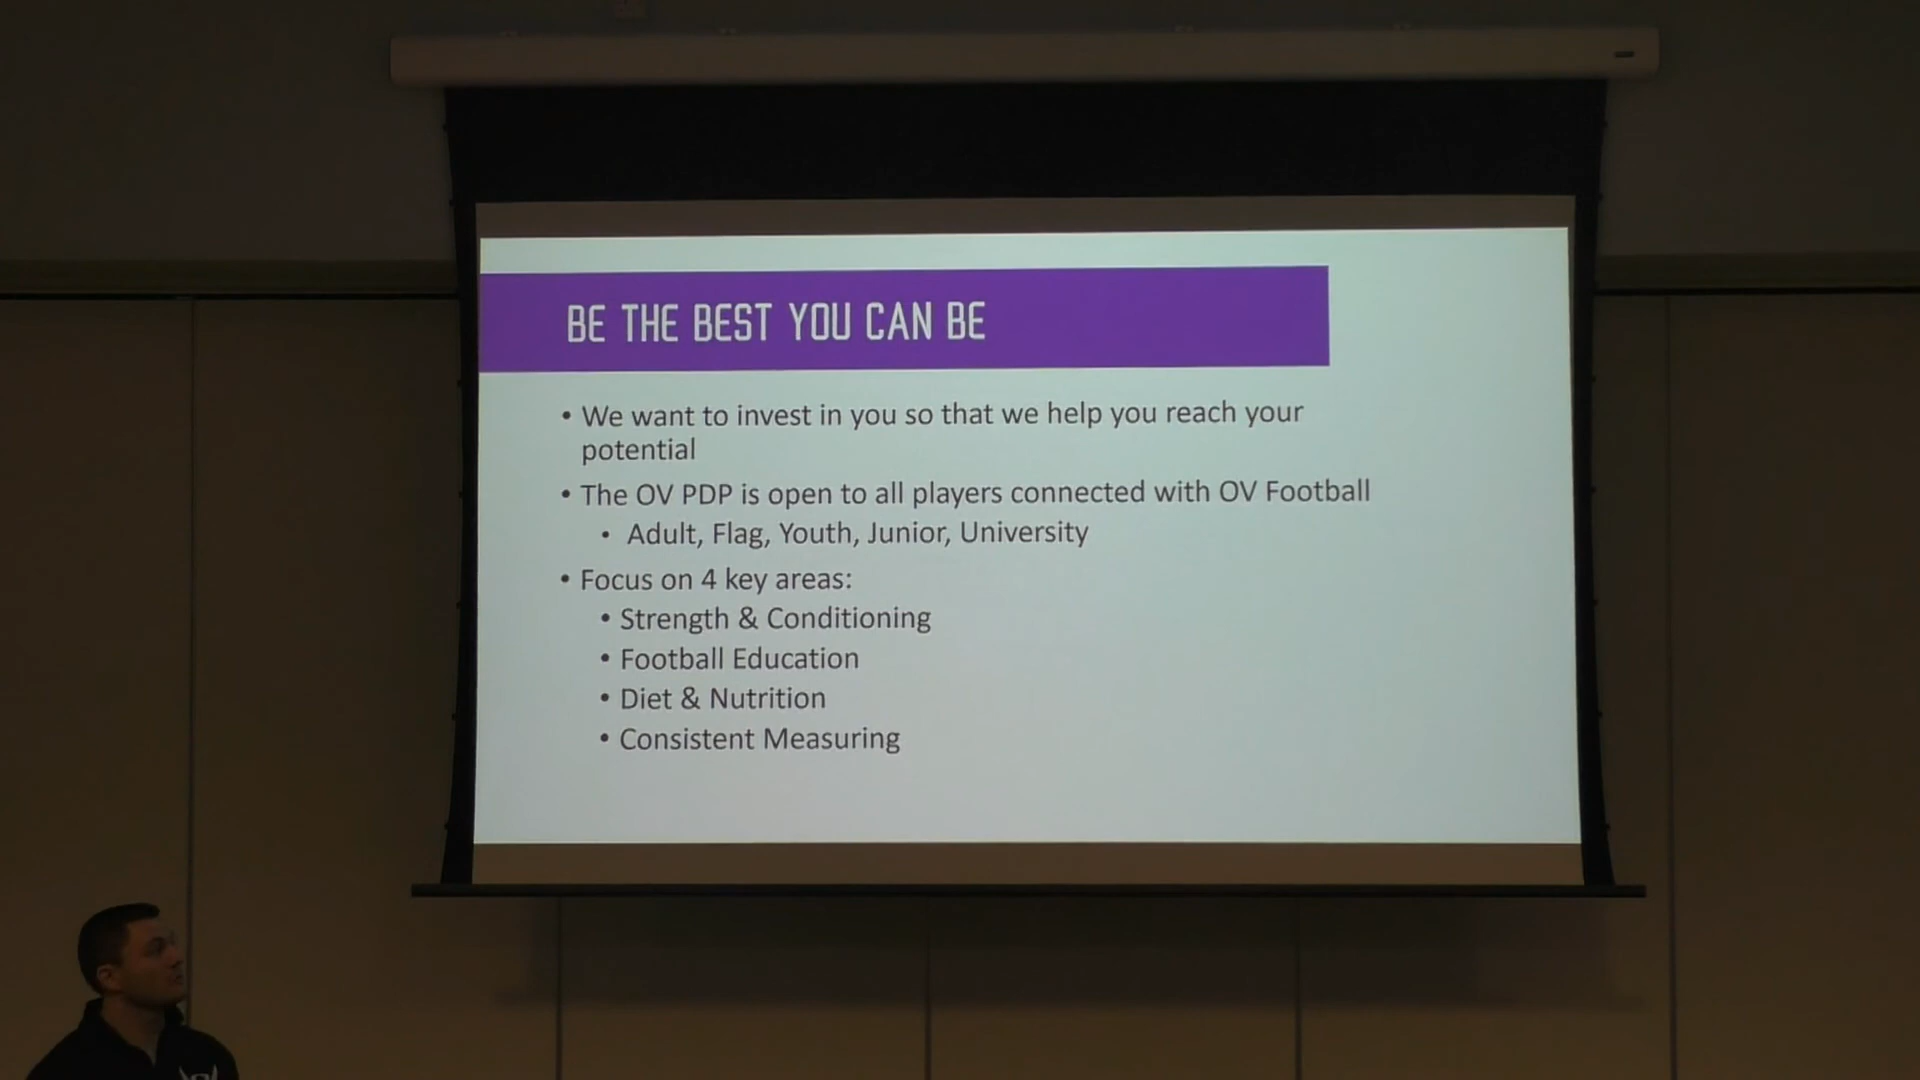 BE THE BEST YOU CAN BE
• We want to invest in you so that we help you reach your
potential
• The OV PDP is open to all players connected with OV Football
• Adult, Flag, Youth, Junior, University
• Focus on 4 key areas:
• Strength & Conditioning
• Football Education
• Diet & Nutrition
• Consistent Measuring